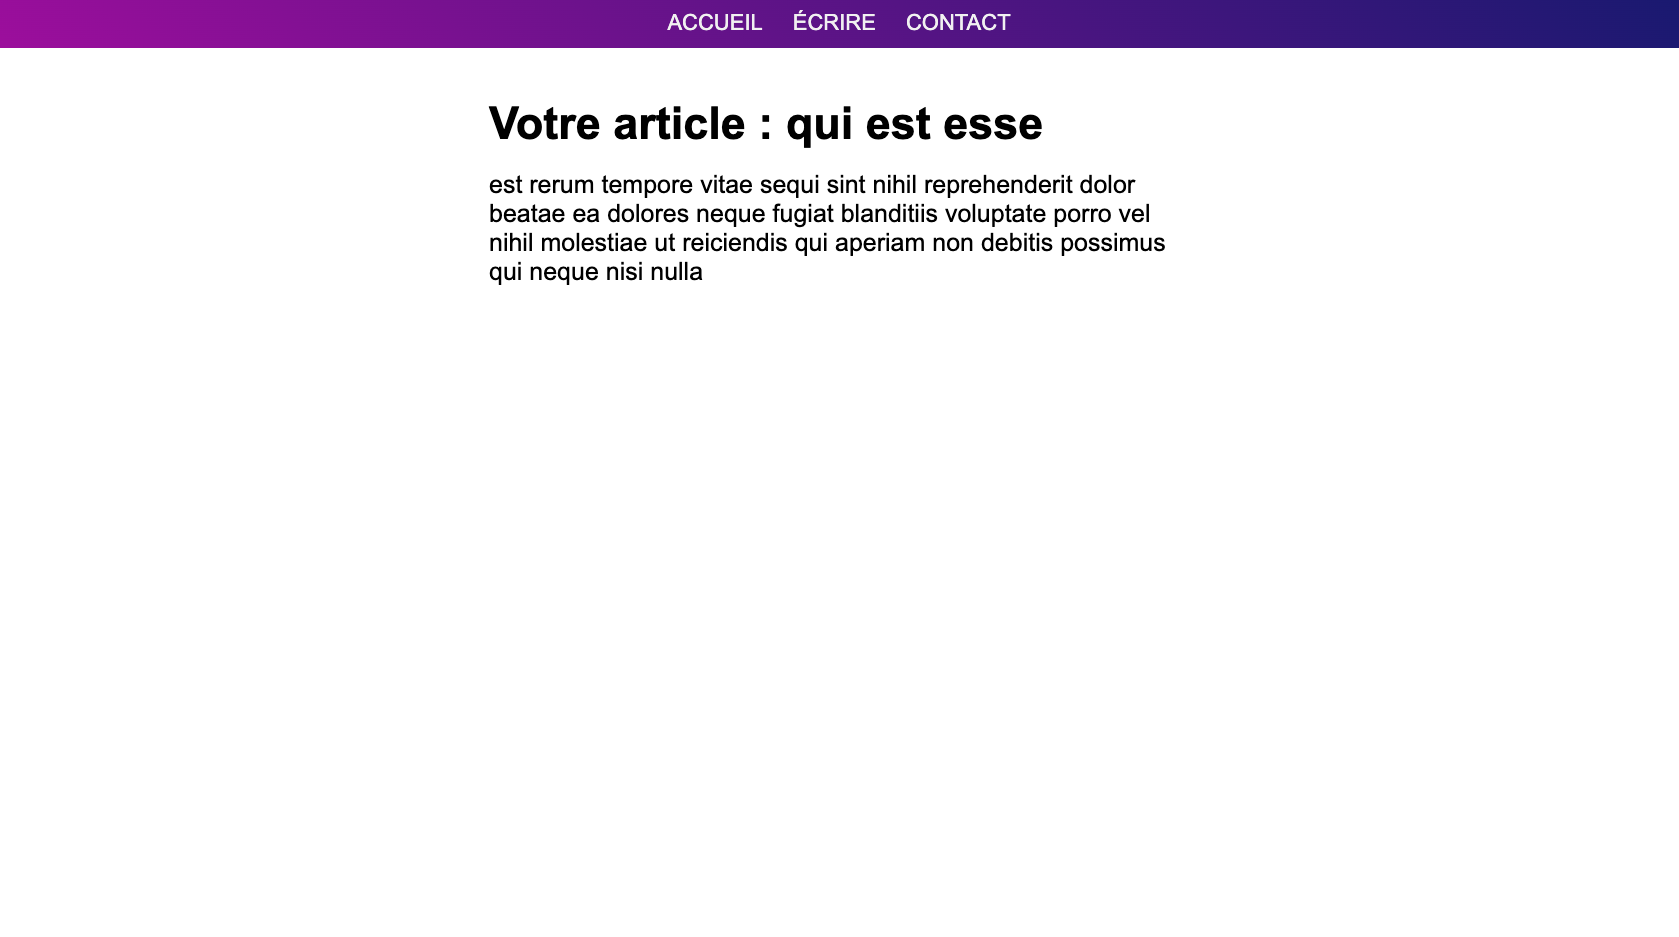 ACCUEIL ÉCRIRE CONTACT
Votre article : qui est esse
est rerum tempore vitae sequi sint nihil reprehenderit dolor
beatae ea dolores neque fugiat blanditiis voluptate porro vel
nihil molestiae ut reiciendis qui aperiam non debitis possimus
qui neque nisi nulla